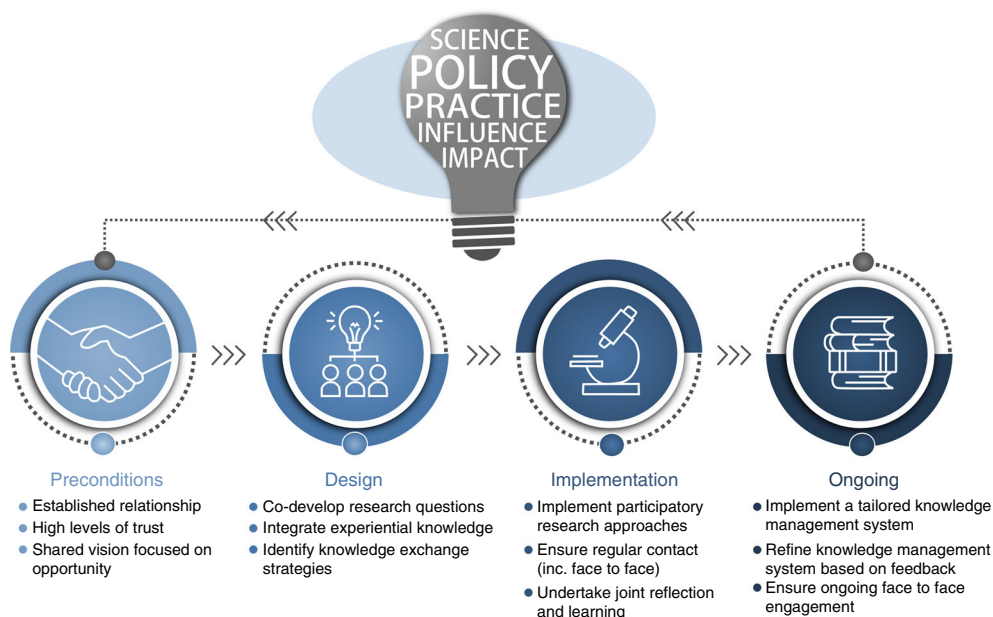 SCIENCE
POLICY
PRACTICE
INFLUENCE
IMPACT
Preconditions
Established relationship
High levels of trust
Shared vision focused on
opportunity
Design
Co-develop research questions
Integrate experiential knowledge
Identify knowledge exchange
strategies
Implementation
Implement participatory
research approaches
Ensure regular contact
(inc. face to face)
Undertake joint reflection
and learning
Ongoing
Implement a tailored knowledge
management system
Refine knowledge management
system based on feedback
Ensure ongoing face to face
engagement